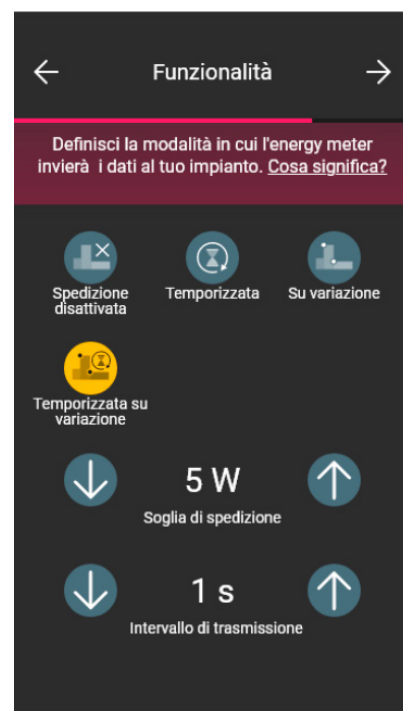 Funzionalità
Definisci la modalità in cui l'energy meter
invierà i dati al tuo impianto. Cosa significa?
Spedizione
disattivata
Temporizzata
Su variazione
Temporizzata su
variazione
5 W
Soglia di spedizione
1 s
Intervallo di trasmissione